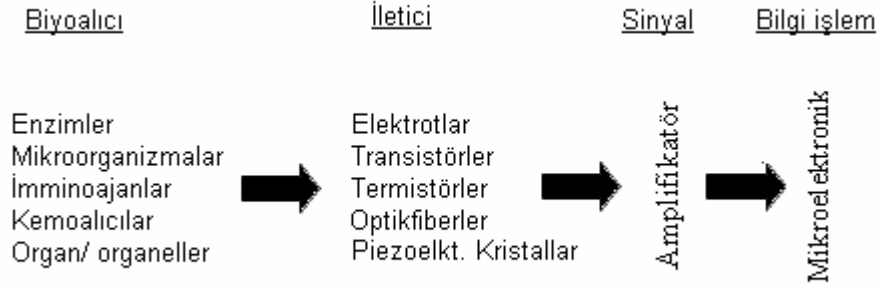 Biyoalıcı
İletici
Sinyal
Bilgi işlem
Enzimler
Mikroorganizmalar
İmminoajanlar
Kemoalıcılar
Organ/ organeller
Elektrotlar
Transistörler
Termistörler
Optikfiberler
Piezoelkt. Kristallar
Amplifikatör
Mikroelektronik